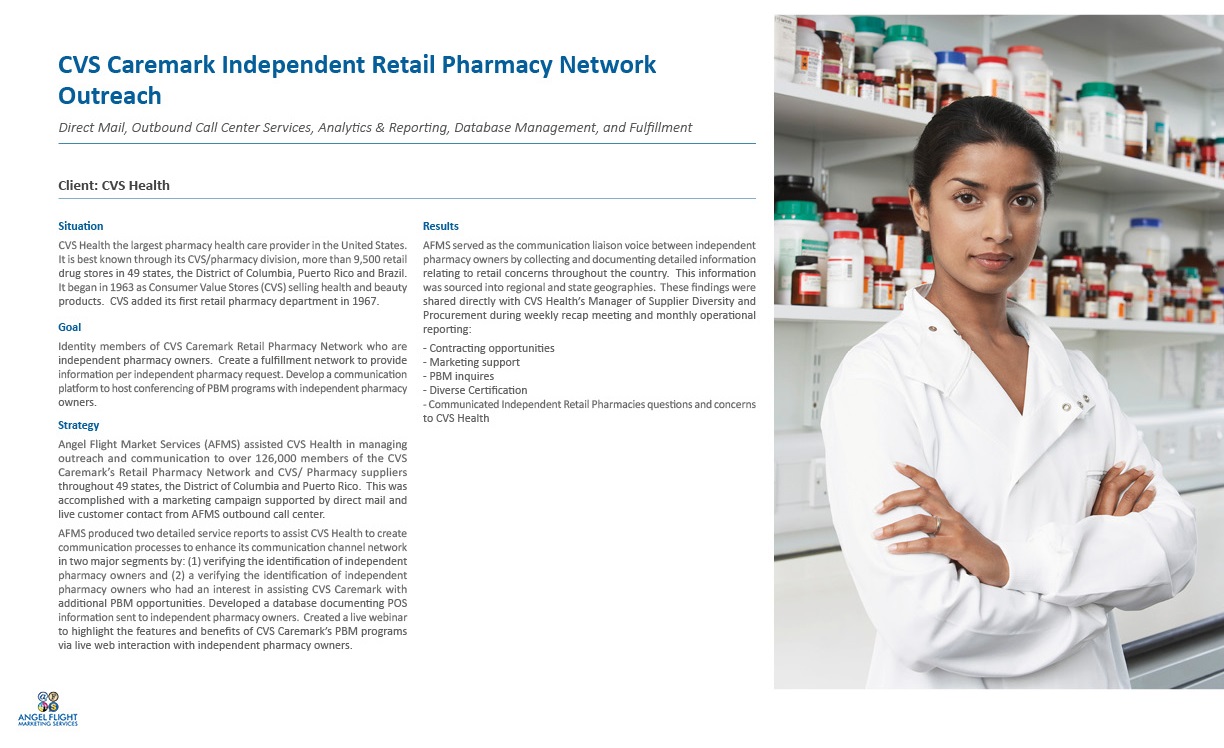 CVS Caremark Independent Retail Pharmacy Network
Outreach
Direct Mail, Outbound Call Center Services, Analytics & Reporting, Database Management, and Fulfillment
Client: CVS Health
Situation
CVS Health the largest pharmacy health care provider in the United States.
It is best known through its CVS/pharmacy division, more than 9,500 retail
drug stores in 49 states, the District of Columbia, Puerto Rico and Brazil.
It began in 1963 as Consumer Value Stores (CVS) selling health and beauty
products. CVS added its first retail pharmacy department in 1967.
Goal
Identity members of CVS Caremark Retail Pharmacy Network who are
independent pharmacy owners. Create a fulfillment network to provide
information per independent pharmacy request. Develop a communication
platform to host conferencing of PBM programs with independent pharmacy
owners.
Strategy
Angel Flight Market Services (AFMS) assisted CVS Health in managing
outreach and communication to over 126,000 members of the CVS
Caremark's Retail Pharmacy Network and CVS/ Pharmacy suppliers
throughout 49 states, the District of Columbia and Puerto Rico. This was
accomplished with a marketing campaign supported by direct mail and
live customer contact from AFMS outbound call center.
AFMS produced two detailed service reports to assist CVS Health to create
communication processes to enhance its communication channel network
in two major segments by: (1) verifying the identification of independent
pharmacy owners and (2) a verifying the identification of independent
pharmacy owners who had an interest in assisting CVS Caremark with
additional PBM opportunities. Developed a database documenting POS
information sent to independent pharmacy owners. Created a live webinar
to highlight the features and benefits of CVS Caremark's PBM programs
via live web interaction with independent pharmacy owners.
Results
AFMS served as the communication liaison voice between independent
pharmacy owners by collecting and documenting detailed information
relating to retail concerns throughout the country. This information
was sourced into regional and state geographies. These findings were
shared directly with CVS Health's Manager of Supplier Diversity and
Procurement during weekly recap meeting and monthly operational
reporting:
- Contracting opportunities
- Marketing support
- PBM inquires
- Diverse Certification
- Communicated Independent Retail Pharmacies questions and concerns
to CVS Health
ANGEL FLIGHT
MARKETING SERVICES